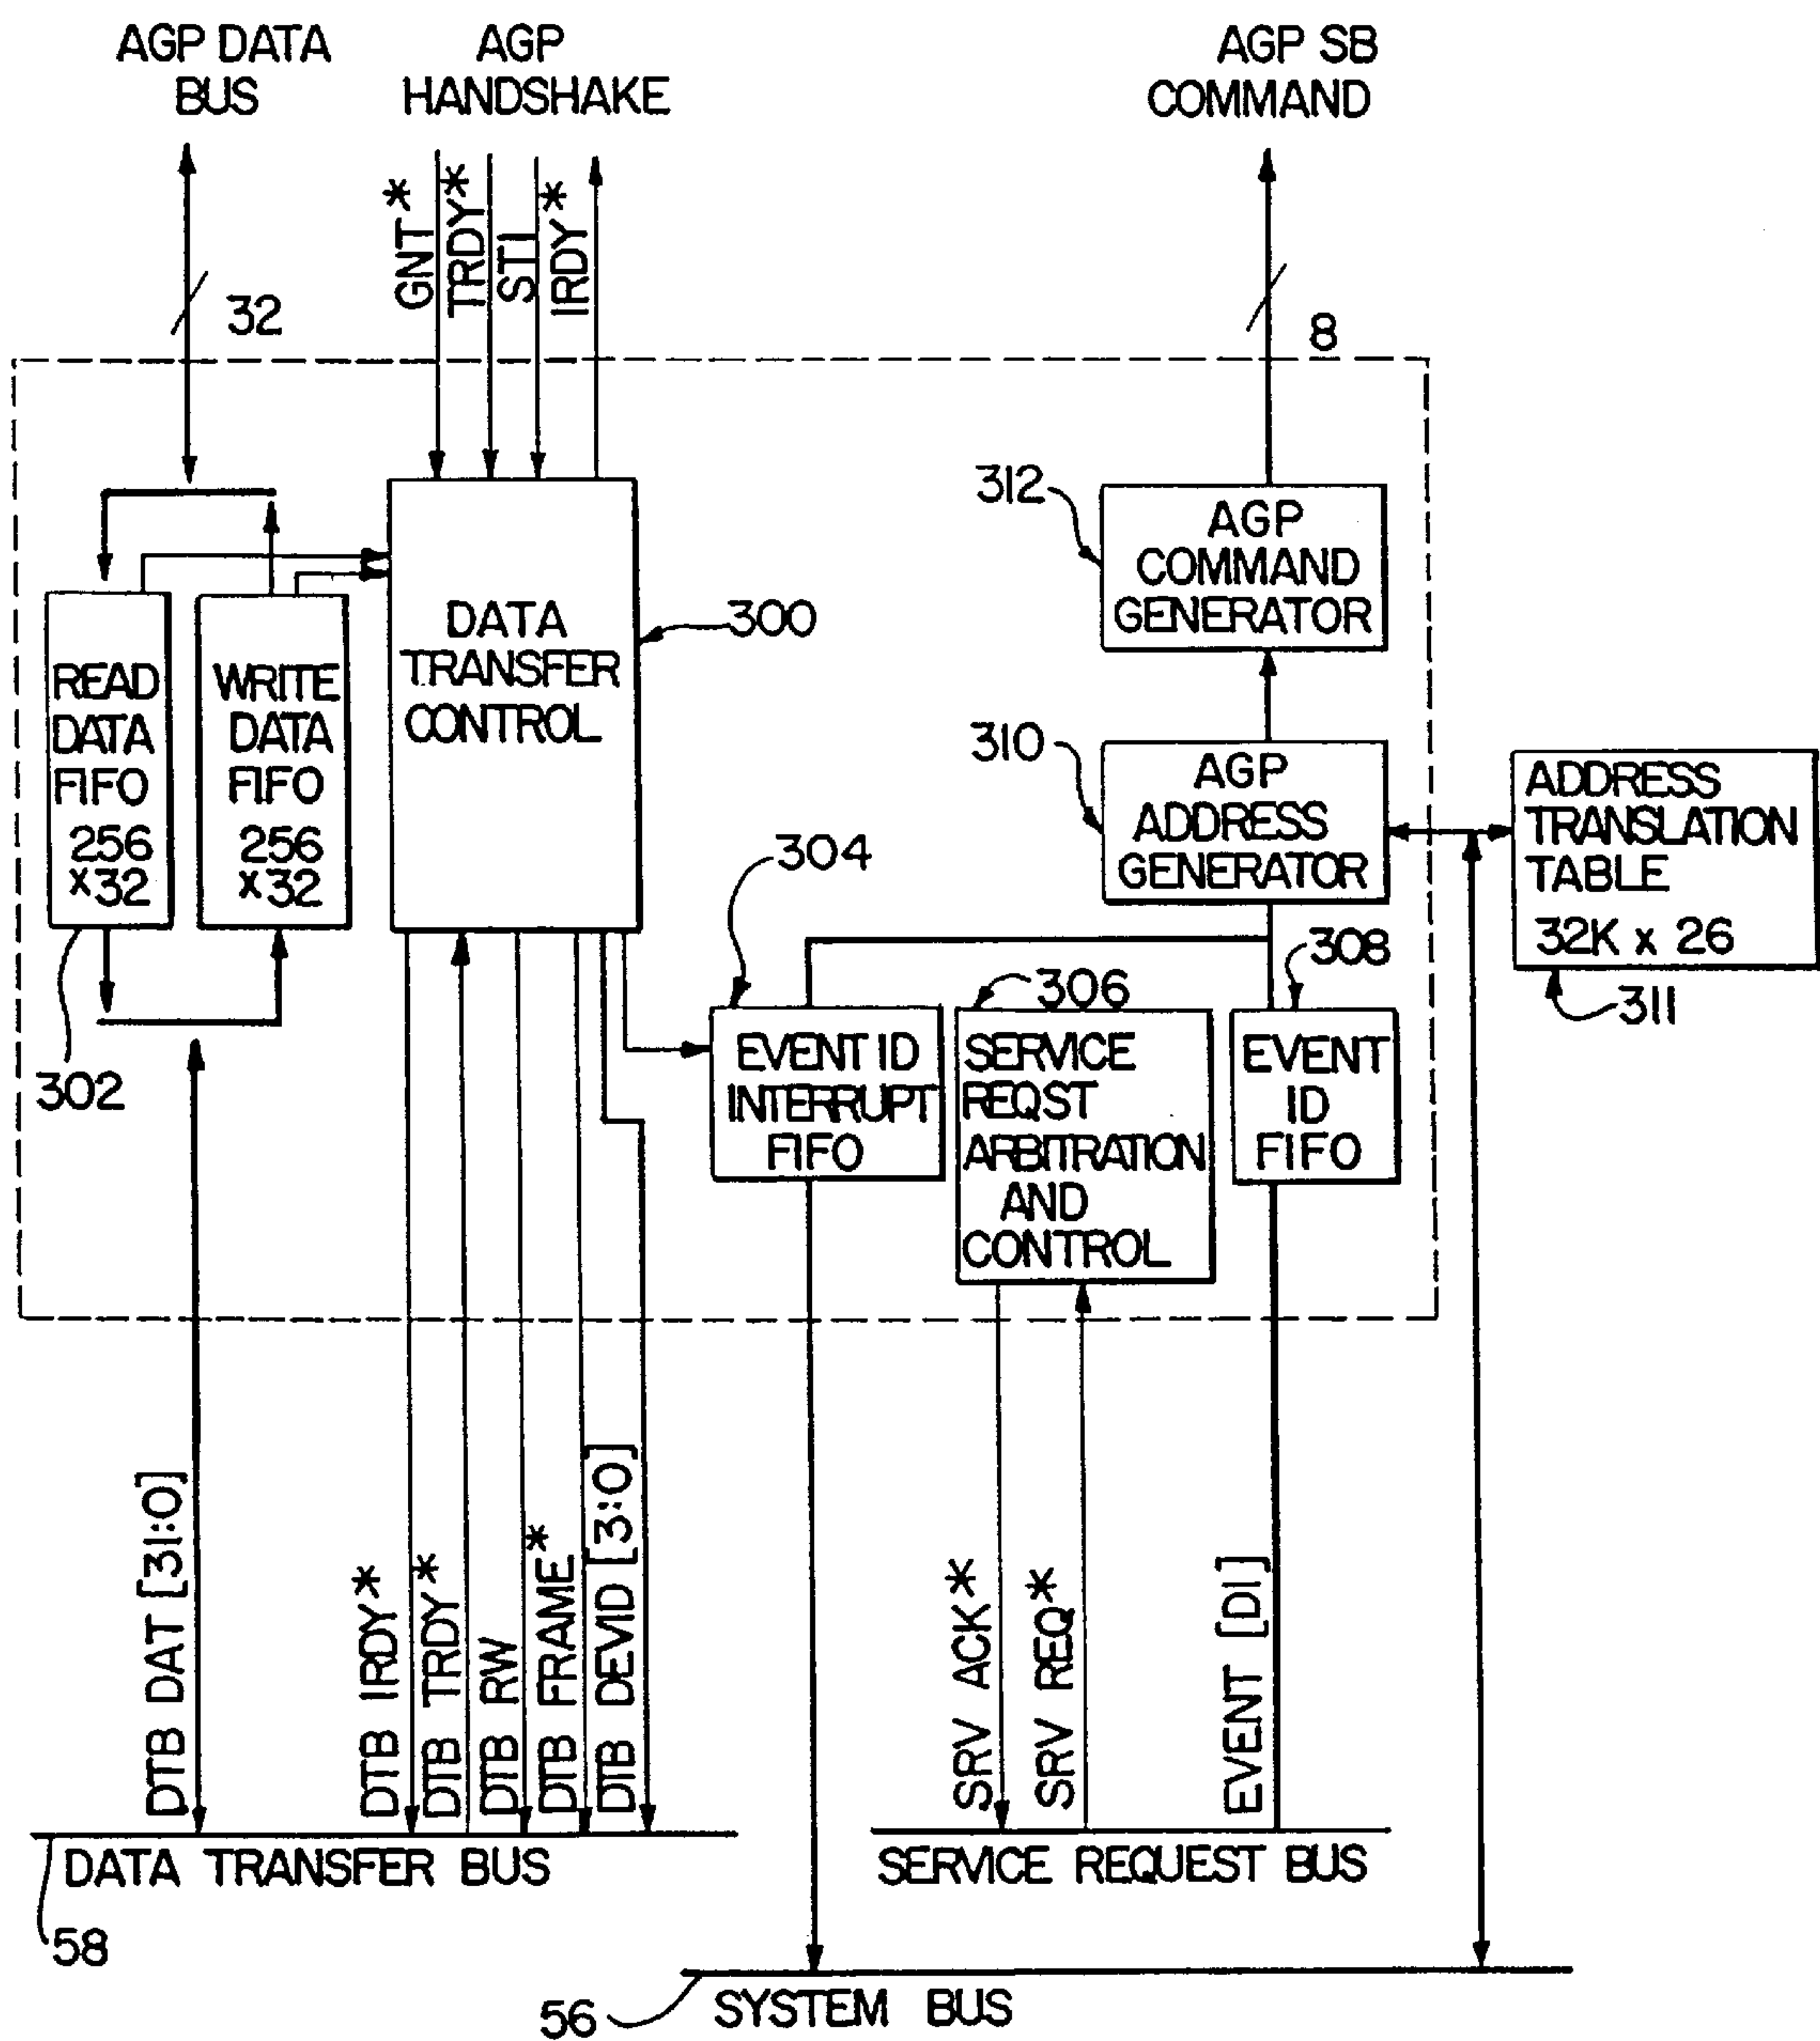 AGP DATA
BUS
AGP
HANDSHAKE
AGP SB
COMMAND
GNT*
TRDY*
ST1
IRDY*
32
8
312
AGP
COMMAND
GENERATOR
DATA
TRANSFER
CONTROL
300
READ
DATA
FIFO
256
x32
WRITE
DATA
FIFO
256
x32
310
AGP
ADDRESS
GENERATOR
ADDRESS
TRANSLATION
TABLE
32K x 26
311
304
306
308
302
EVENT ID
INTERRUPT
FIFO
SERVICE
REQST
ARBITRATION
AND
CONTROL
EVENT
ID
FIFO
DTB DAT [31:0]
DTB IRDY*
DTB TRDY*
DTB RW
DTB FRAME*
DTB DEVID [3:0]
SRV ACK*
SRV REQ*
EVENT [DI]
DATA TRANSFER BUS
SERVICE REQUEST BUS
58
56
SYSTEM BUS